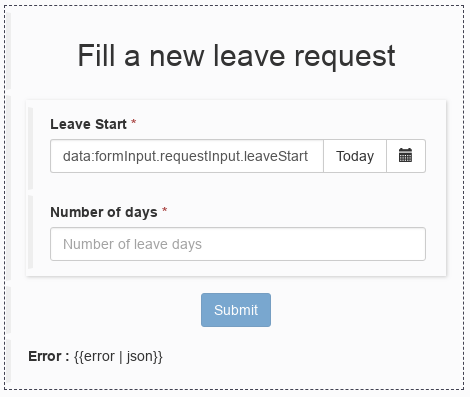 Fill a new leave request
Leave Start *
data:formInput.requestInput.leaveStart Today
Number of days *
Number of leave days
Submit
Error : {{error | json}}